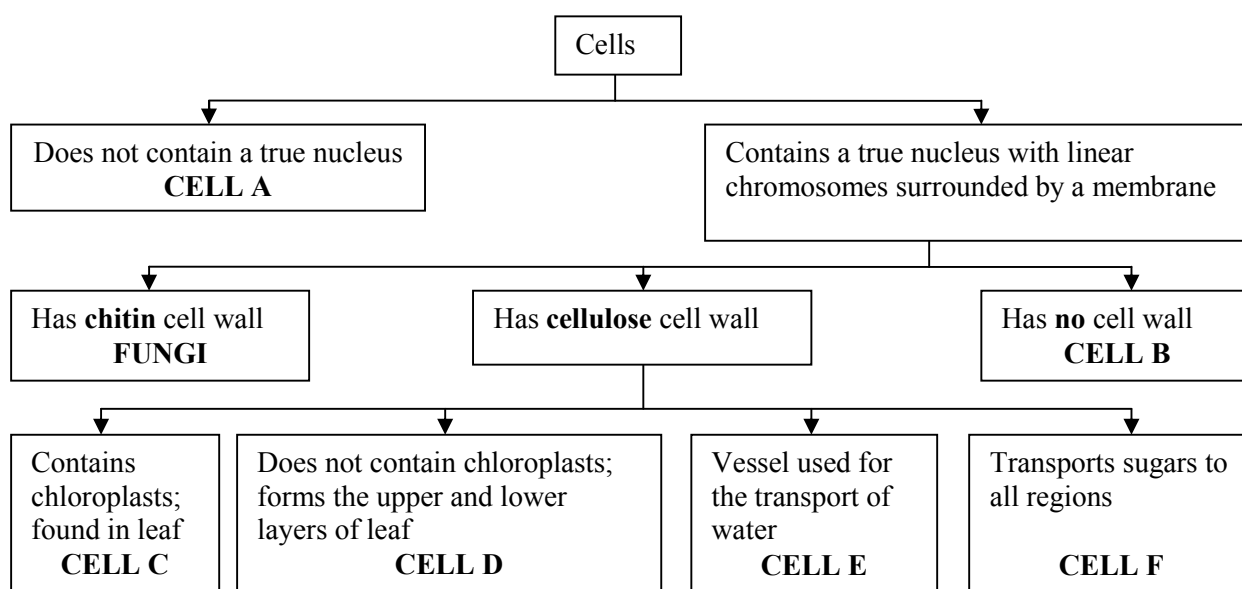 Cells
Does not contain a true nucleus
CELL A
Contains a true nucleus with linear
chromosomes surrounded by a membrane
Has chitin cell wall
FUNGI
Has cellulose cell wall
Has no cell wall
CELL B
Contains
chloroplasts;
found in leaf
CELL C
Does not contain chloroplasts;
forms the upper and lower
layers of leaf
CELL D
Vessel used for
the transport of
water
CELL E
Transports sugars to
all regions
CELL F